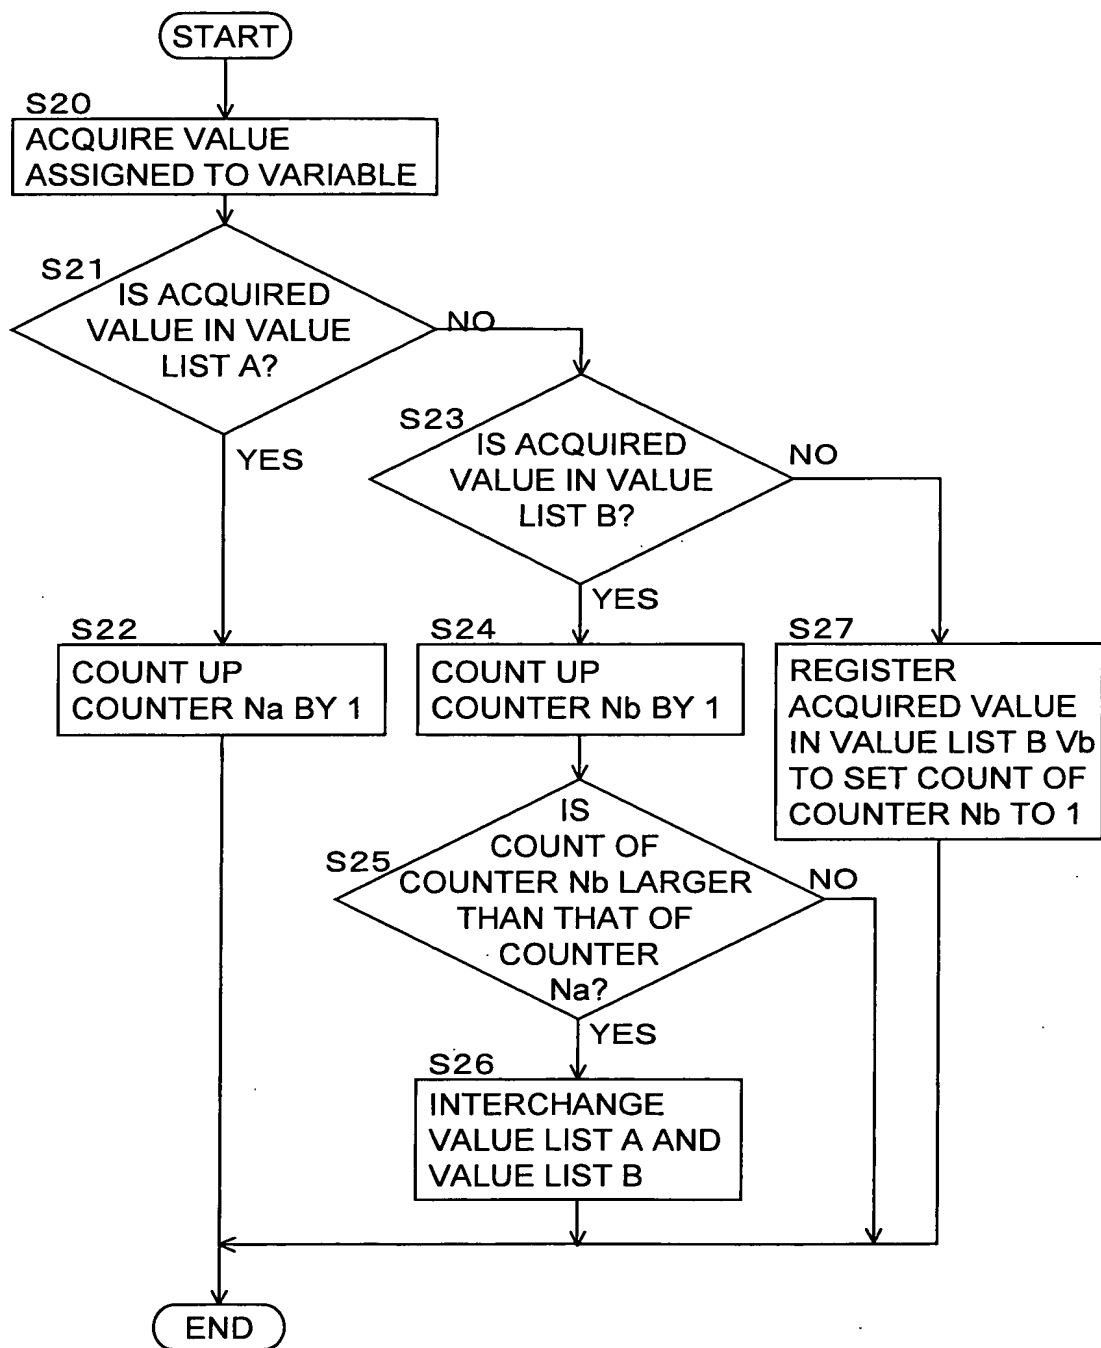 START
S20
ACQUIRE VALUE
ASSIGNED TO VARIABLE
S21
IS ACQUIRED
VALUE IN VALUE
LIST A?
NO
YES
S23
IS ACQUIRED
VALUE IN VALUE
LIST B?
NO
YES
S22
COUNT UP
COUNTER Na BY 1
S24
COUNT UP
COUNTER Nb BY 1
S27
REGISTER
ACQUIRED VALUE
IN VALUE LIST B Vb
TO SET COUNT OF
COUNTER Nb TO 1
S25
IS
COUNT OF
COUNTER Nb LARGER
THAN THAT OF
COUNTER
Na?
NO
YES
S26
INTERCHANGE
VALUE LIST A AND
VALUE LIST B
END